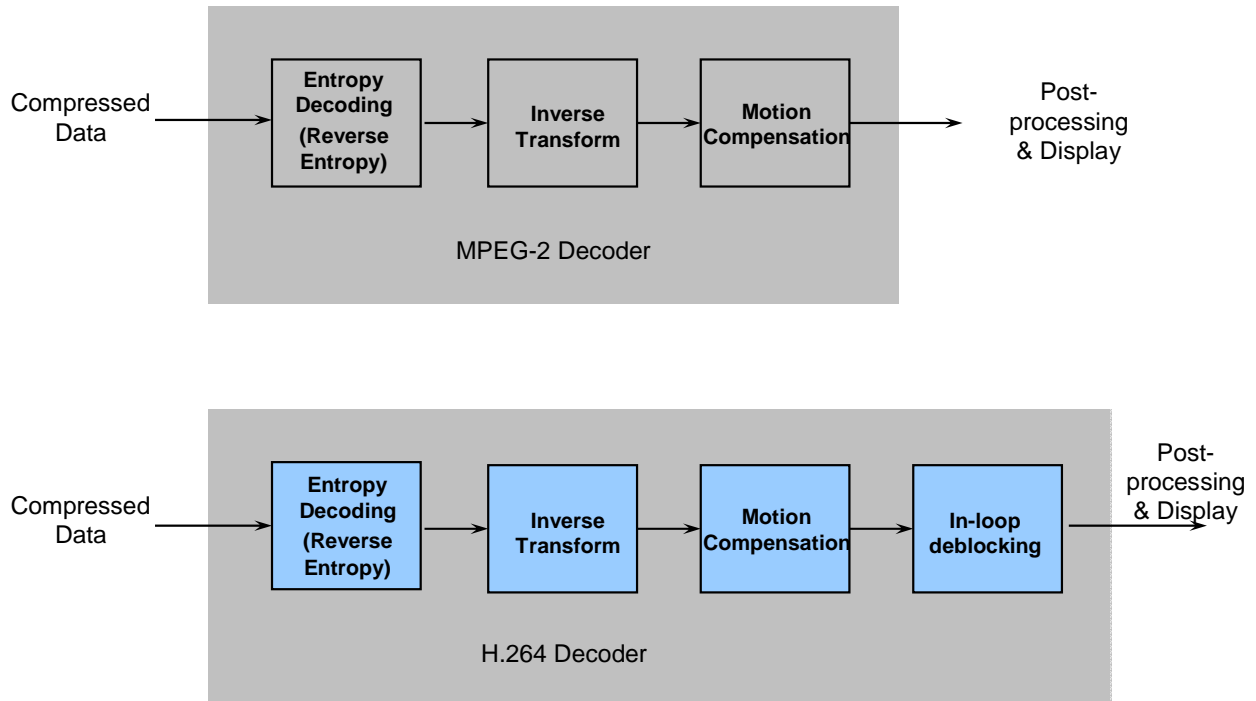 Compressed
Data
Entropy
Decoding
(Reverse
Entropy)
Inverse
Transform
Motion
Compensation
Post-
processing
& Display
MPEG-2 Decoder
Compressed
Data
Entropy
Decoding
(Reverse
Entropy)
Inverse
Transform
Motion
Compensation
In-loop
deblocking
Post-
processing
& Display
H.264 Decoder